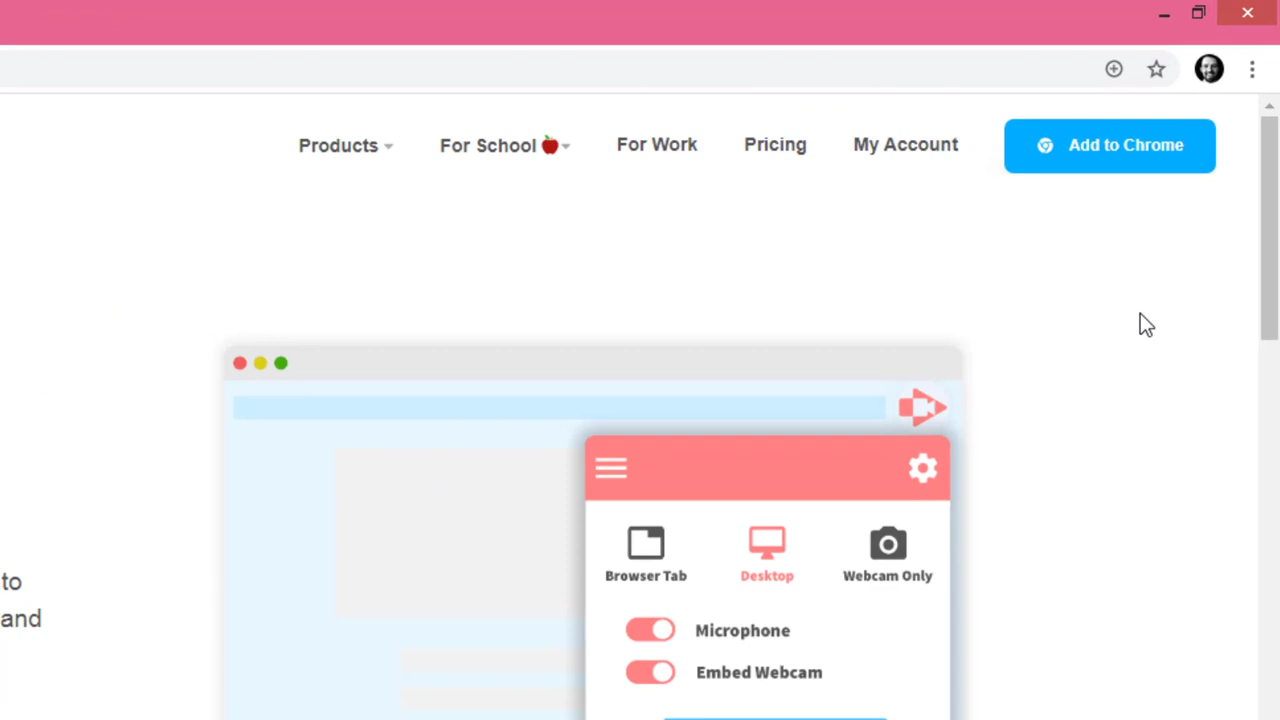 Products For School For Work Pricing My Account Add to Chrome
to
and
Browser Tab Desktop Webcam Only
Microphone
Embed Webcam